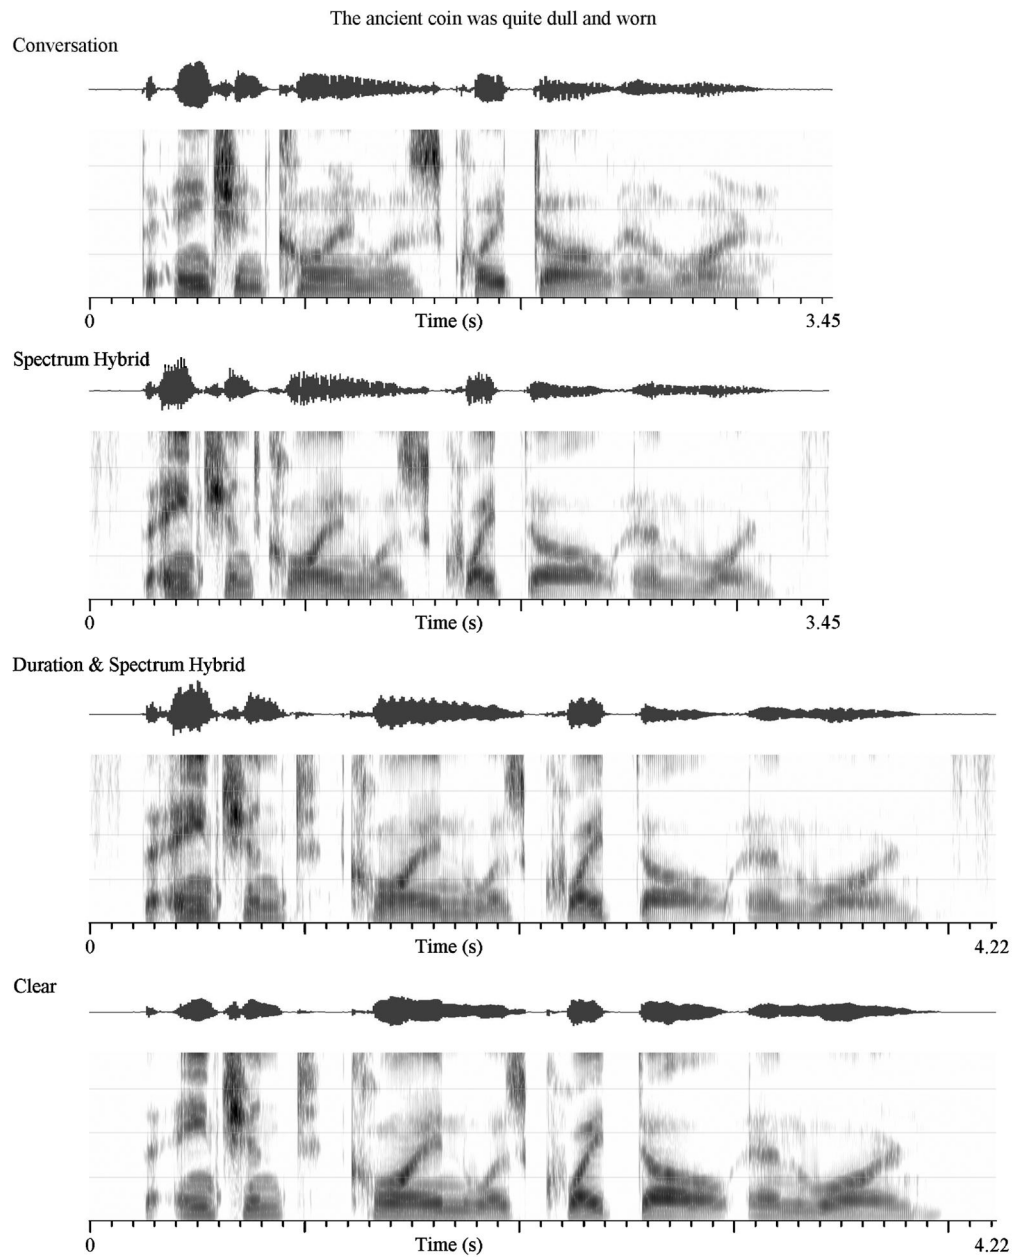 The ancient coin was quite dull and worn
Conversation
0 Time (s) 3.45
Spectrum Hybrid
0 Time (s) 3.45
Duration & Spectrum Hybrid
0 Time (s) 4.22
Clear
0 Time (s) 4.22